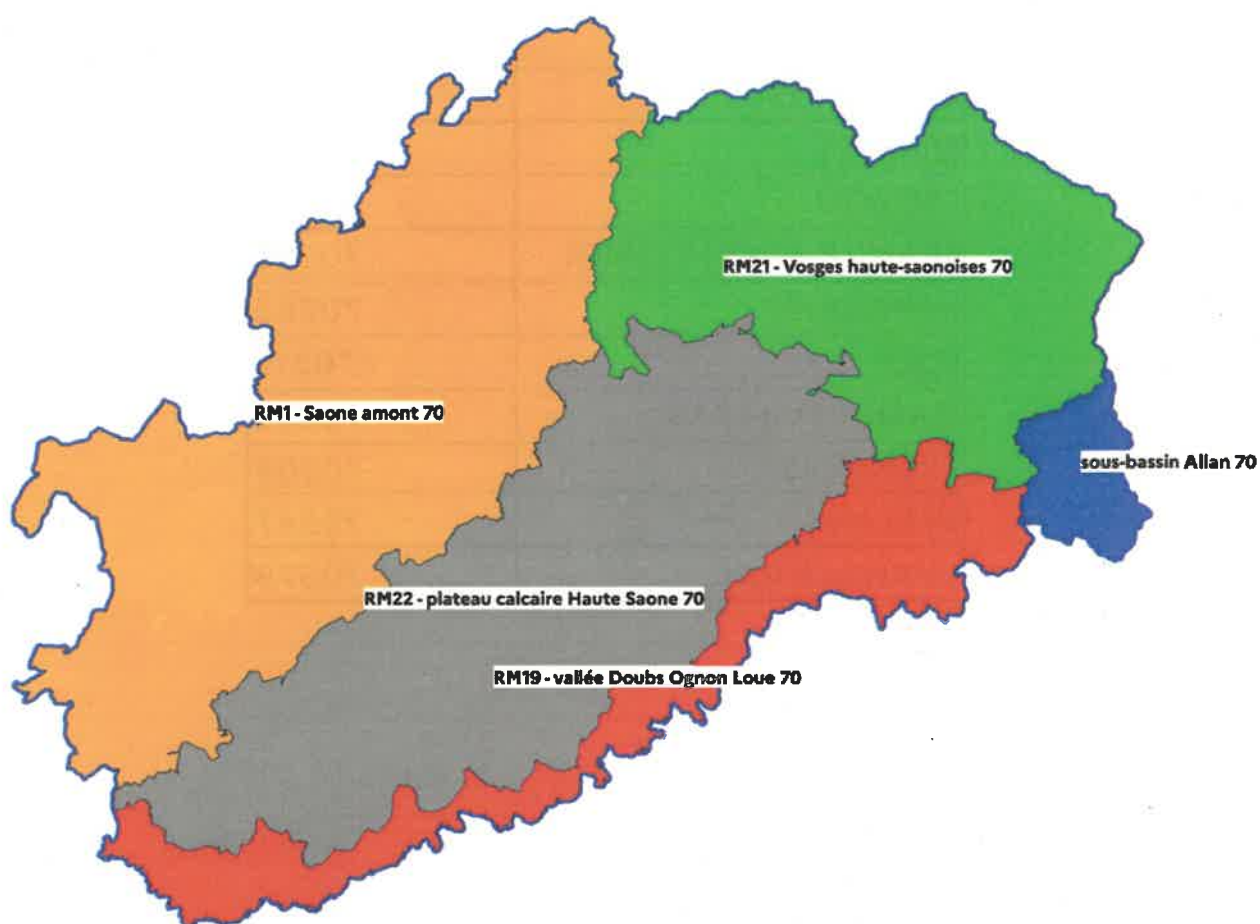 RM21 - Vosges haute-saonoises 70
RM1 - Saone amont 70
sous-bassin Allan 70
RM22 - plateau calcaire Haute Saone 70
RM19 - vallée Doubs Ognon Loue 70